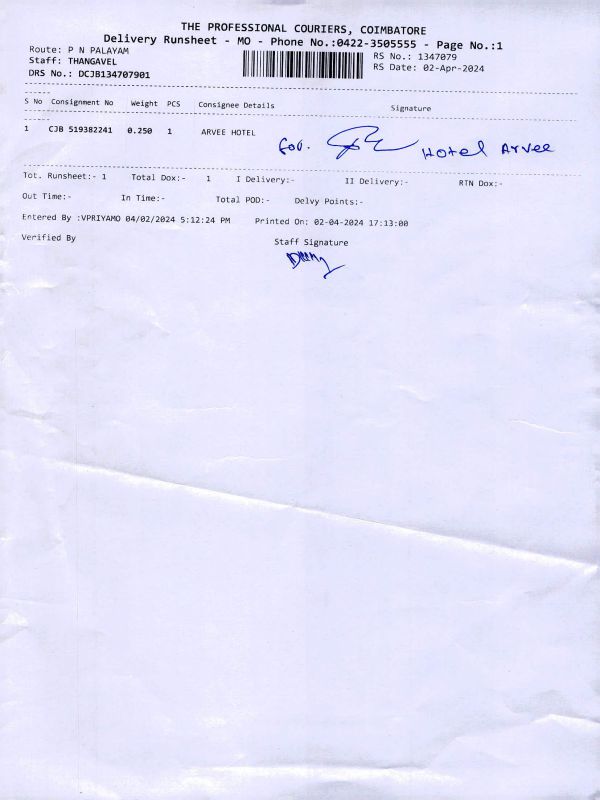 THE PROFESSIONAL COURIERS, COIMBATORE
Delivery Runsheet - MO - Phone No.:0422-3505555 - Page No.:1
Route: P N PALAYAM
RS No.: 1347079
Staff: THANGAVEL
RS Date: 02-Apr-2024
DRS No.: DCJB134707901
S No Consignment No Weight PCS Consignee Details Signature
1 CJB 519382241 0.250 1 ARVEE HOTEL for. Hotel Arvee
Tot. Runsheet:- 1 Total Dox:- 1 I Delivery:- II Delivery:- RTN Dox:-
Out Time:- In Time:- Total POD:- Delvy Points:-
Entered By :VPRIYAMO 04/02/2024 5:12:24 PM Printed On: 02-04-2024 17:13:00
Verified By Staff Signature